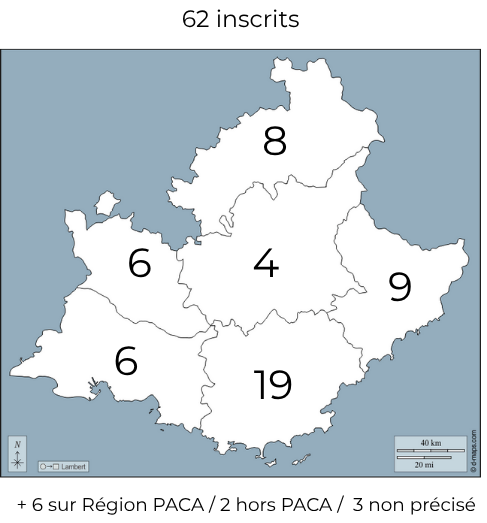 62 inscrits
8
6
4
9
6
19
N
Lambert
40 km
20 mi
© d-maps.com
+ 6 sur Région PACA / 2 hors PACA / 3 non précisé